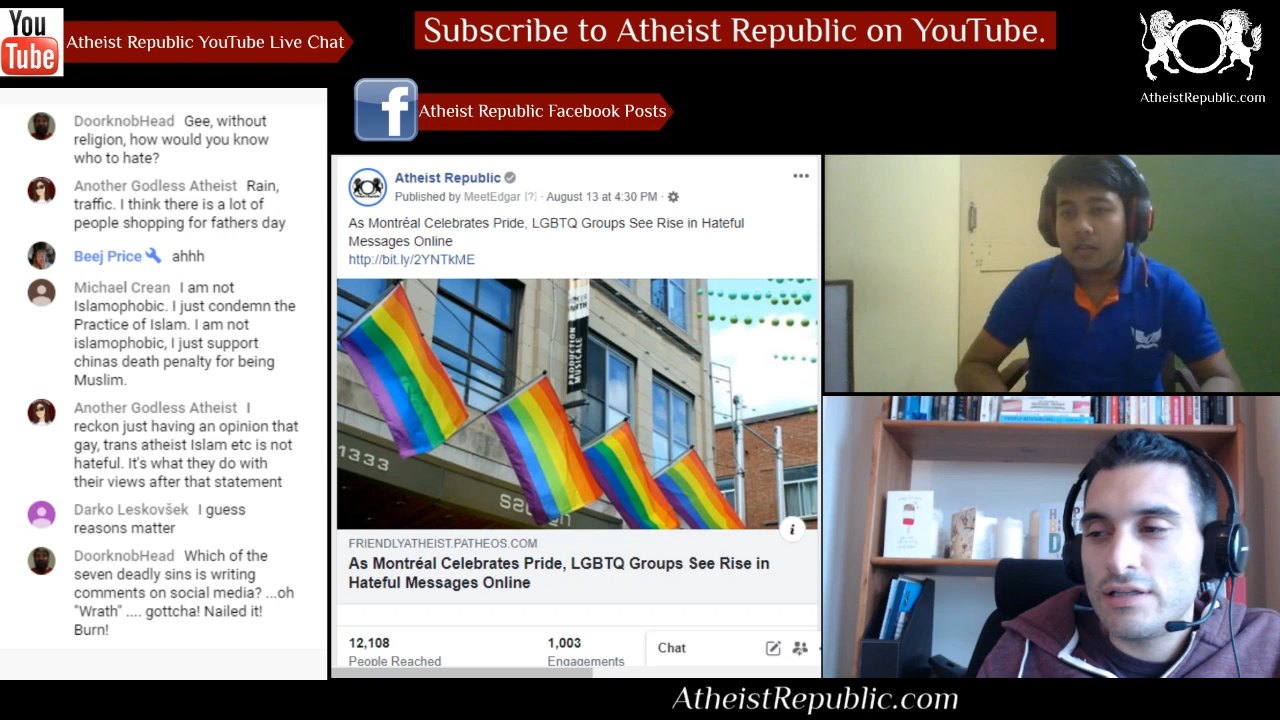 You
Tube
Atheist Republic YouTube Live Chat
Subscribe to Atheist Republic on YouTube.
AtheistRepublic.com
f
Atheist Republic Facebook Posts
DoorknobHead Gee, without
religion, how would you know
who to hate?
Another Godless Atheist Rain,
traffic. I think there is a lot of
people shopping for fathers day
Beej Price ahhh
Michael Crean I am not
Islamophobic. I just condemn the
Practice of Islam. I am not
islamophobic, I just support
chinas death penalty for being
Muslim.
Another Godless Atheist I
reckon just having an opinion that
gay, trans atheist Islam etc is not
hateful. It's what they do with
their views after that statement
Darko Leskovšek I guess
reasons matter
DoorknobHead Which of the
seven deadly sins is writing
comments on social media? ...oh
"Wrath" .... gottcha! Nailed it!
Burn!
Atheist Republic
Published by MeetEdgar [?] · August 13 at 4:30 PM ·
As Montréal Celebrates Pride, LGBTQ Groups See Rise in Hateful
Messages Online
http://bit.ly/2YNTkME
PRODUCTION
MUSICALE
1333
i
FRIENDLYATHEIST.PATHEOS.COM
As Montréal Celebrates Pride, LGBTQ Groups See Rise in
Hateful Messages Online
12,108
People Reached
1,003
Engagements
Chat
AtheistRepublic.com